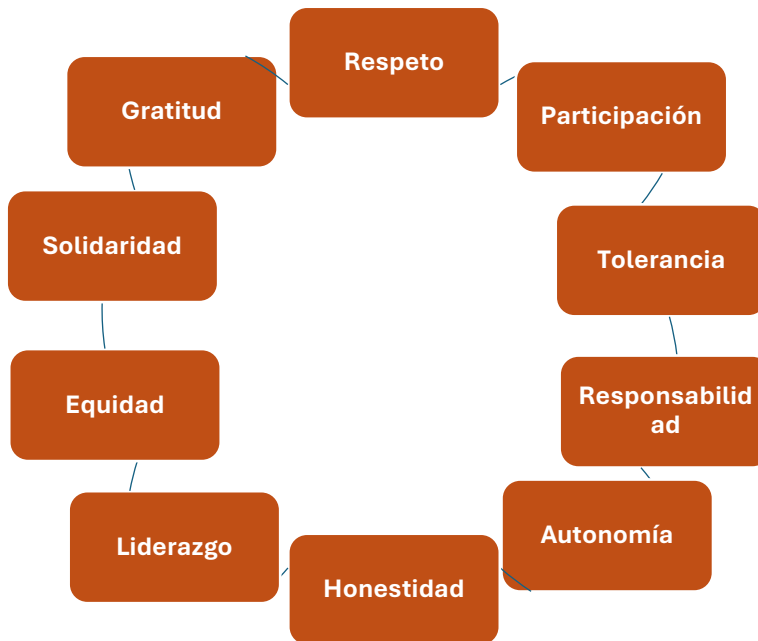 Respeto
Participación
Tolerancia
Responsabilid
ad
Autonomía
Honestidad
Liderazgo
Equidad
Solidaridad
Gratitud